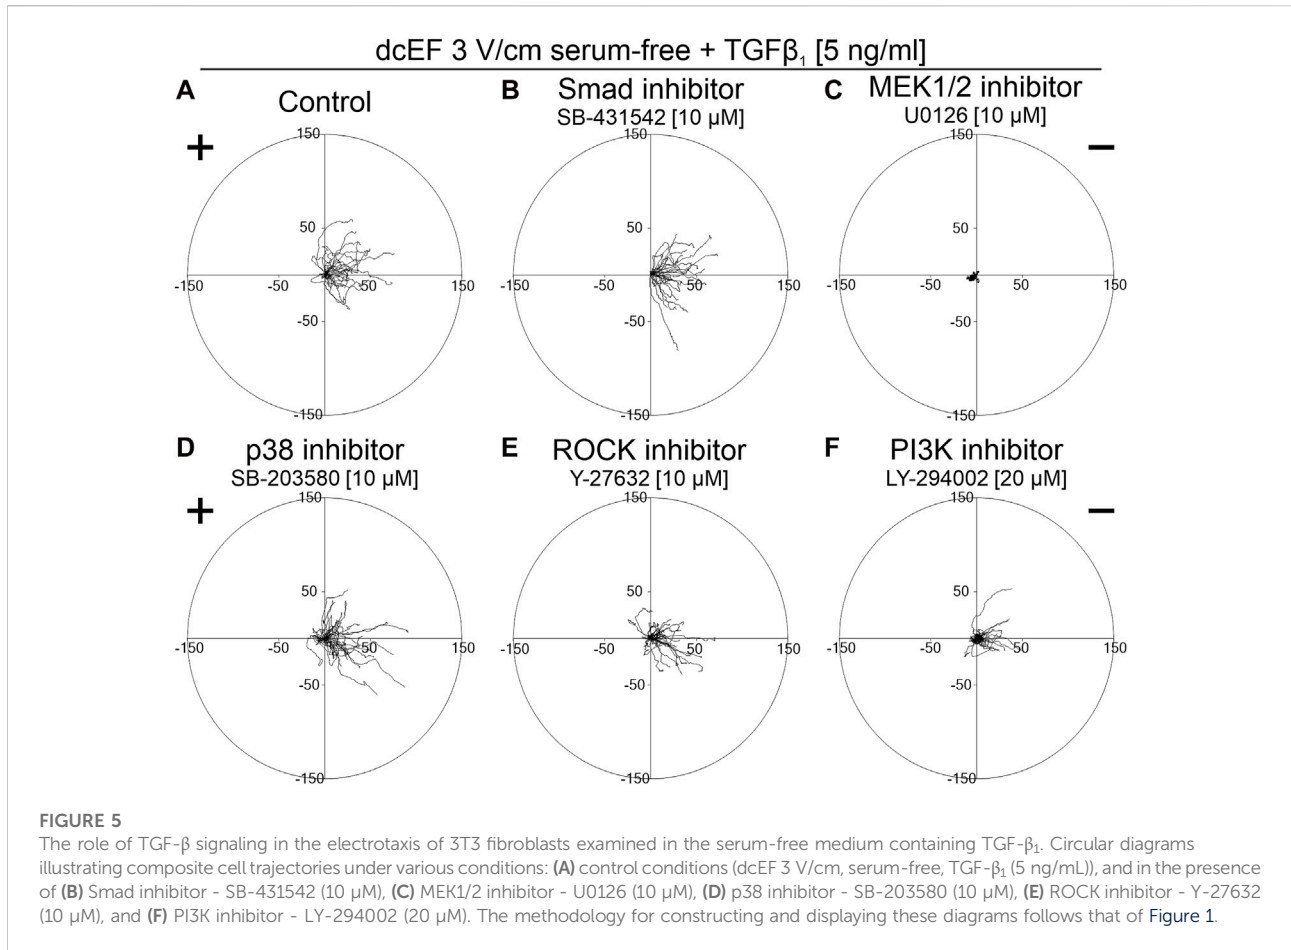 dcEF 3 V/cm serum-free + TGFβ₁ [5 ng/ml]
A
Control
+
150
50
-150
-50
50
150
-50
-150
B
Smad inhibitor
SB-431542 [10 µM]
150
50
-150
-50
50
150
-50
-150
C
MEK1/2 inhibitor
U0126 [10 µM]
−
150
50
-150
-50
50
150
-50
-150
D
p38 inhibitor
SB-203580 [10 µM]
+
150
50
-150
-50
50
150
-50
-150
E
ROCK inhibitor
Y-27632 [10 µM]
150
50
-150
-50
50
150
-50
-150
F
PI3K inhibitor
LY-294002 [20 µM]
−
150
50
-150
-50
50
150
-50
-150
FIGURE 5
The role of TGF-β signaling in the electrotaxis of 3T3 fibroblasts examined in the serum-free medium containing TGF-β₁. Circular diagrams
illustrating composite cell trajectories under various conditions: (A) control conditions (dcEF 3 V/cm, serum-free, TGF-β₁ (5 ng/mL)), and in the presence
of (B) Smad inhibitor - SB-431542 (10 µM), (C) MEK1/2 inhibitor - U0126 (10 µM), (D) p38 inhibitor - SB-203580 (10 µM), (E) ROCK inhibitor - Y-27632
(10 µM), and (F) PI3K inhibitor - LY-294002 (20 µM). The methodology for constructing and displaying these diagrams follows that of Figure 1.